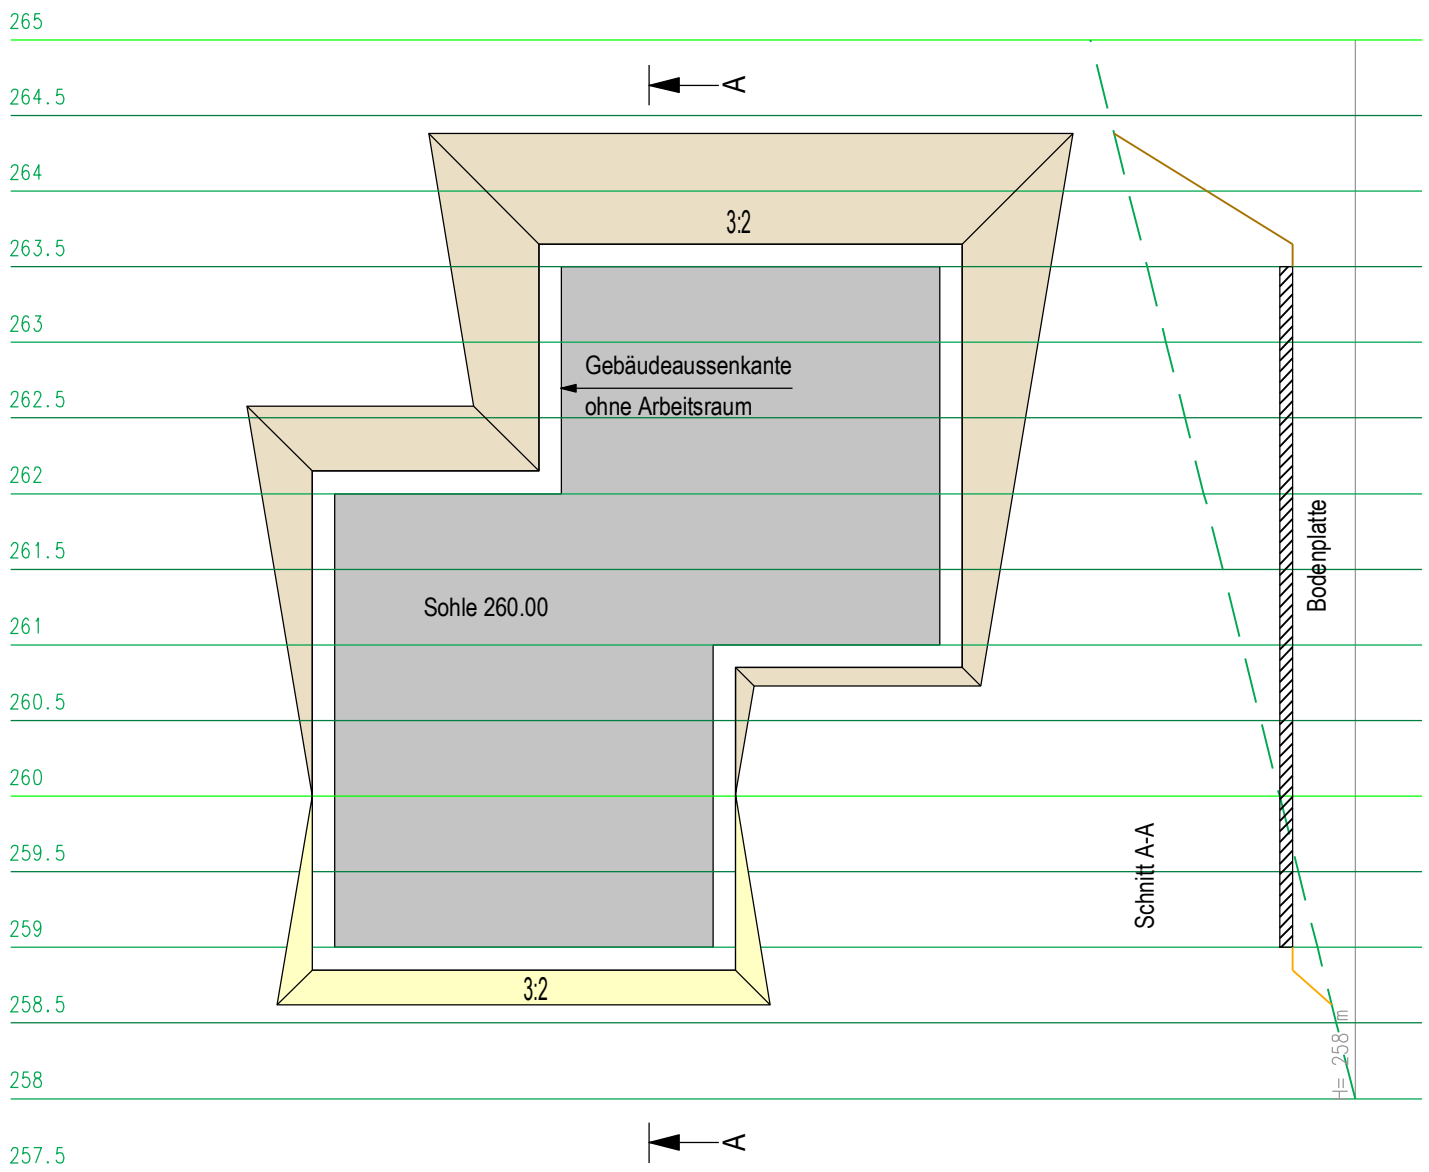 265
A
264.5
264
3:2
263.5
263
Gebäudeaussenkante
ohne Arbeitsraum
262.5
262
Bodenplatte
261.5
Sohle 260.00
261
260.5
260
Schnitt A-A
259.5
259
3:2
258.5
H= 258 m
258
A
257.5